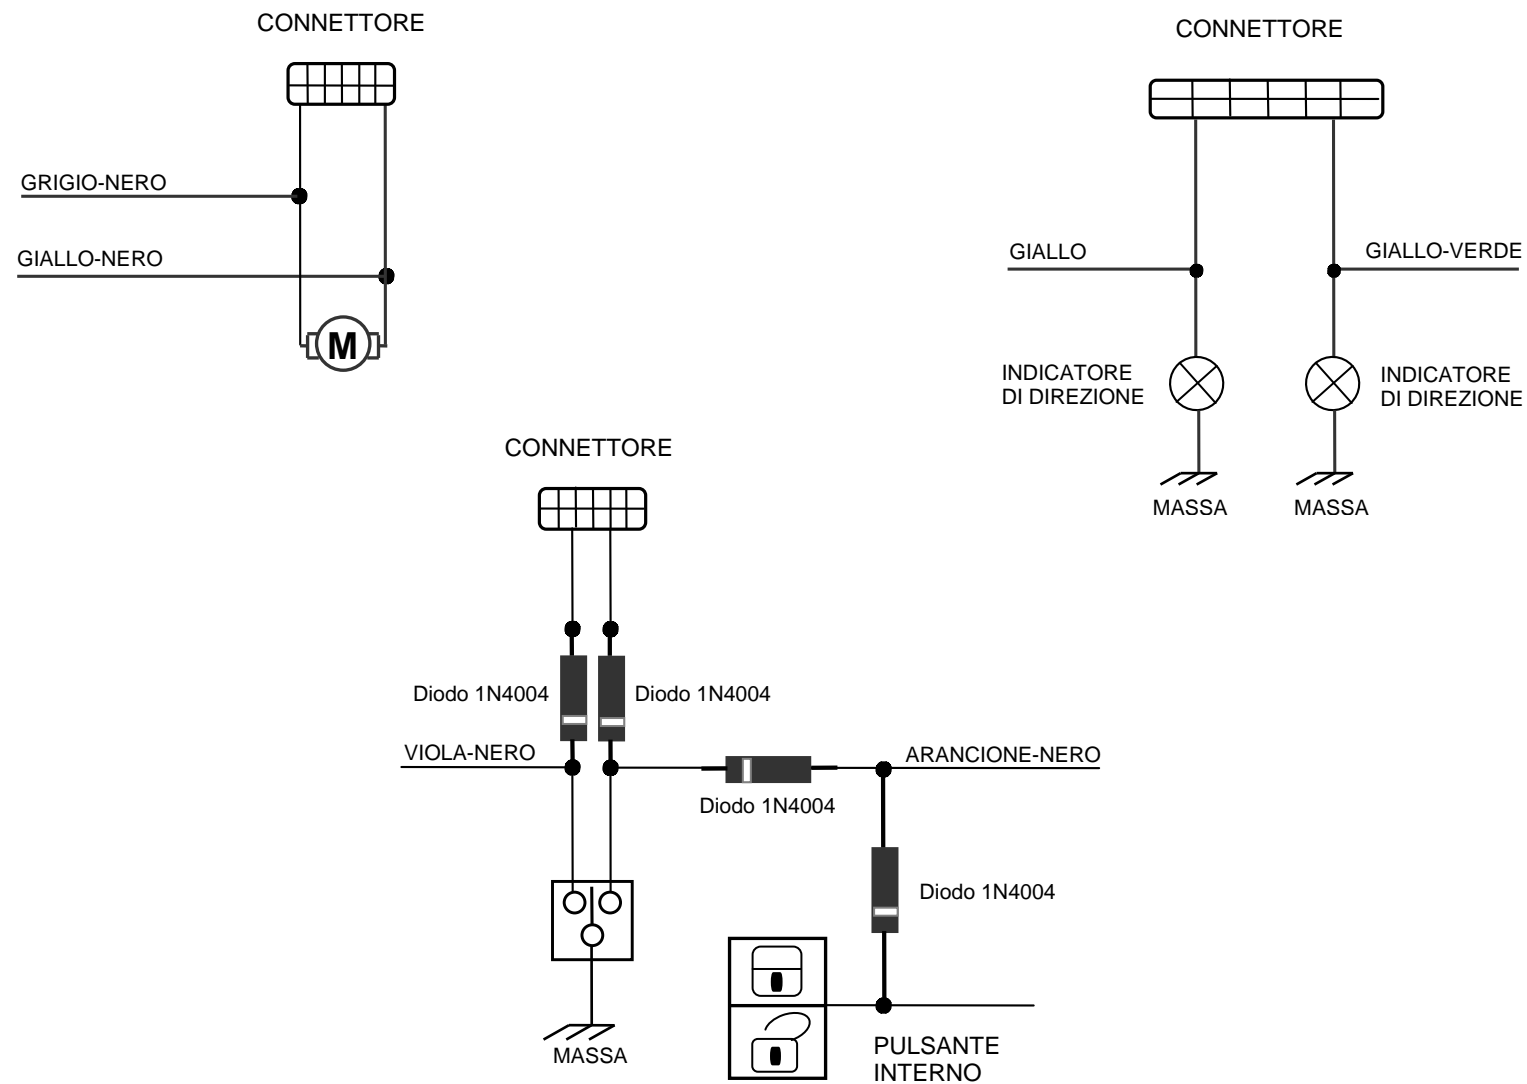 CONNETTORE
CONNETTORE
GRIGIO-NERO
GIALLO-NERO
M
GIALLO
GIALLO-VERDE
INDICATORE
DI DIREZIONE
INDICATORE
DI DIREZIONE
MASSA
MASSA
CONNETTORE
Diodo 1N4004
Diodo 1N4004
VIOLA-NERO
ARANCIONE-NERO
Diodo 1N4004
Diodo 1N4004
MASSA
PULSANTE
INTERNO